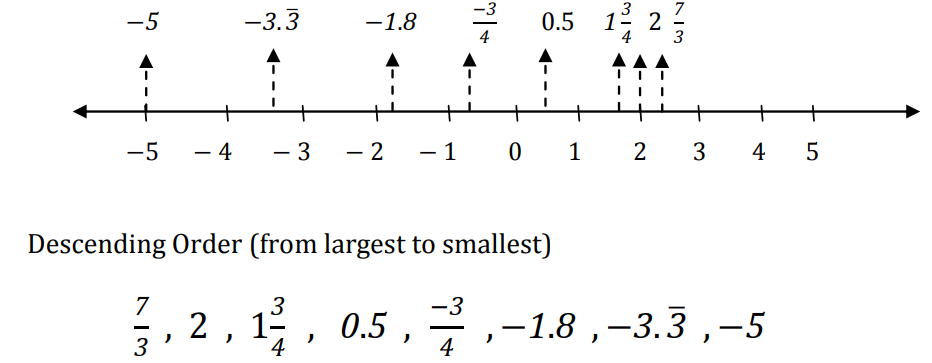 −5 −3.3̅ −1.8 −3/4 0.5 1 3/4 2 7/3
−5 − 4 − 3 − 2 − 1 0 1 2 3 4 5
Descending Order (from largest to smallest)
7/3 , 2 , 1 3/4 , 0.5 , −3/4 , −1.8 , −3.3̅ , −5